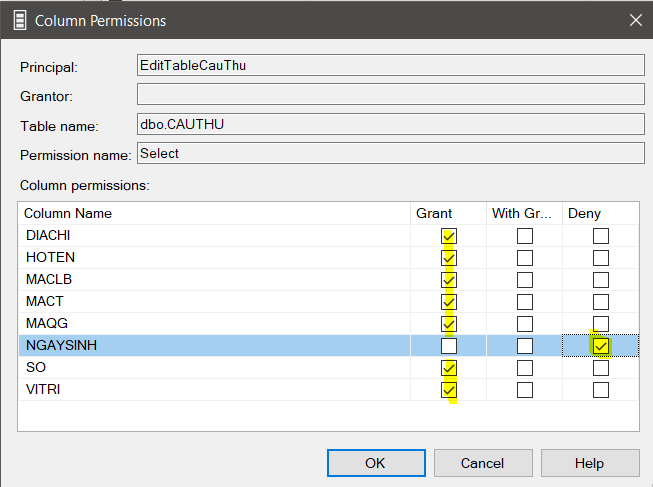 Column Permissions
Principal: EditTableCauThu
Grantor:
Table name: dbo.CAUTHU
Permission name: Select
Column permissions:
Column Name Grant With Gr... Deny
DIACHI
HOTEN
MACLB
MACT
MAQG
NGAYSINH
SO
VITRI
OK Cancel Help